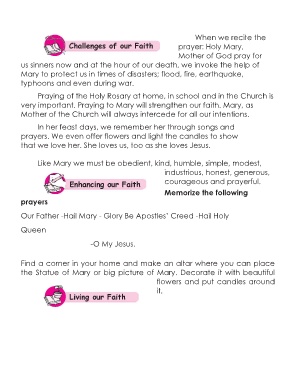 When we recite the
Challenges of our Faith
prayer: Holy Mary,
Mother of God pray for
us sinners now and at the hour of our death, we invoke the help of
Mary to protect us in times of disasters; flood, fire, earthquake,
typhoons and even during war.
Praying of the Holy Rosary at home, in school and in the Church is
very important. Praying to Mary will strengthen our faith. Mary, as
Mother of the Church will always intercede for all our intentions.
In her feast days, we remember her through songs and
prayers. We even offer flowers and light the candles to show
that we love her. She loves us, too as she loves Jesus.
Like Mary we must be obedient, kind, humble, simple, modest,
industrious, honest, generous,
Enhancing our Faith
courageous and prayerful.
Memorize the following
prayers
Our Father -Hail Mary - Glory Be Apostles' Creed -Hail Holy
Queen
-O My Jesus.
Find a corner in your home and make an altar where you can place
the Statue of Mary or big picture of Mary. Decorate it with beautiful
flowers and put candles around
it.
Living our Faith